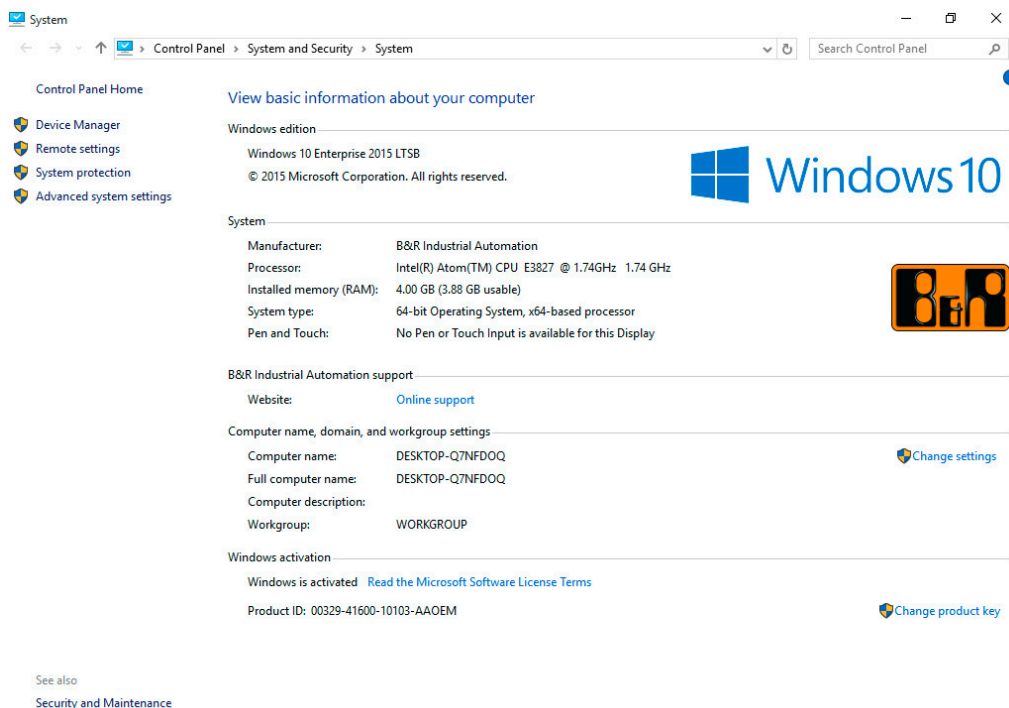 System
Control Panel > System and Security > System
Search Control Panel
Control Panel Home
Device Manager
Remote settings
System protection
Advanced system settings
View basic information about your computer
Windows edition
Windows 10 Enterprise 2015 LTSB
© 2015 Microsoft Corporation. All rights reserved.
Windows 10
System
Manufacturer: B&R Industrial Automation
Processor: Intel(R) Atom(TM) CPU E3827 @ 1.74GHz 1.74 GHz
Installed memory (RAM): 4.00 GB (3.88 GB usable)
System type: 64-bit Operating System, x64-based processor
Pen and Touch: No Pen or Touch Input is available for this Display
B&R
B&R Industrial Automation support
Website: Online support
Computer name, domain, and workgroup settings
Computer name: DESKTOP-Q7NFDOQ
Change settings
Full computer name: DESKTOP-Q7NFDOQ
Computer description:
Workgroup: WORKGROUP
Windows activation
Windows is activated Read the Microsoft Software License Terms
Product ID: 00329-41600-10103-AAOEM
Change product key
See also
Security and Maintenance